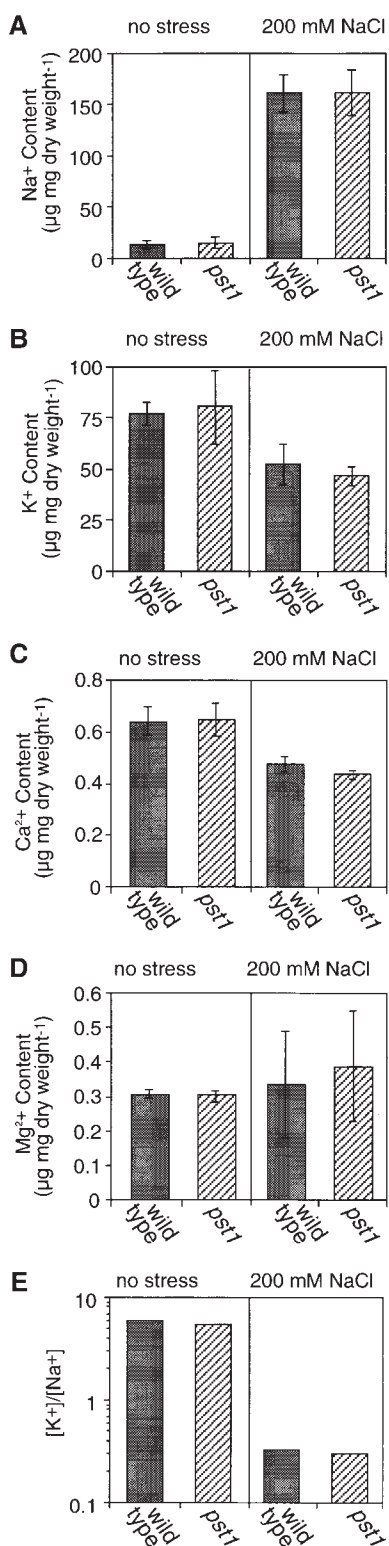 A
no stress 200 mM NaCl
Na⁺ Content
(µg mg dry weight⁻¹)
200
150
100
50
0
wild type
pst1
wild type
pst1
B
no stress 200 mM NaCl
K⁺ Content
(µg mg dry weight⁻¹)
100
75
50
25
0
wild type
pst1
wild type
pst1
C
no stress 200 mM NaCl
Ca²⁺ Content
(µg mg dry weight⁻¹)
0.8
0.6
0.4
0.2
0
wild type
pst1
wild type
pst1
D
no stress 200 mM NaCl
Mg²⁺ Content
(µg mg dry weight⁻¹)
0.6
0.5
0.4
0.3
0.2
0.1
0
wild type
pst1
wild type
pst1
E
no stress 200 mM NaCl
[K⁺]/[Na⁺]
10
1
0.1
wild type
pst1
wild type
pst1